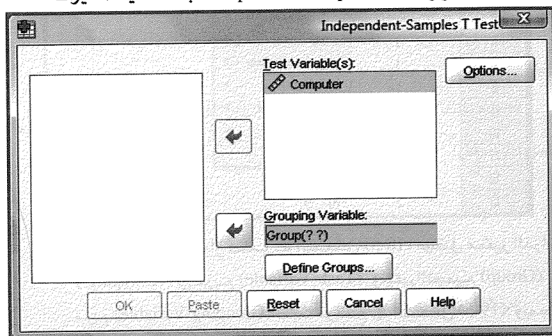 Independent-Samples T Test
Test Variable(s):
Computer
Options...
Grouping Variable:
Group(? ?)
Define Groups...
OK
Paste
Reset
Cancel
Help